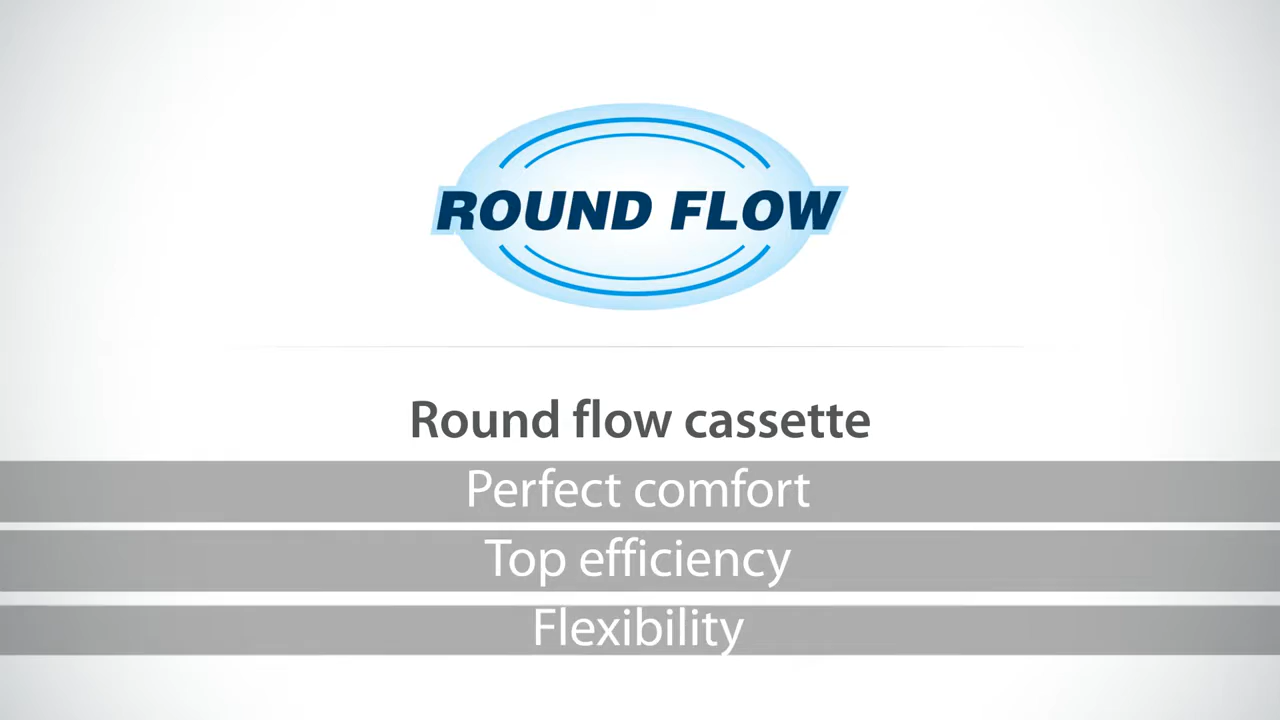 ROUND FLOW
Round flow cassette
Perfect comfort
Top efficiency
Flexibility